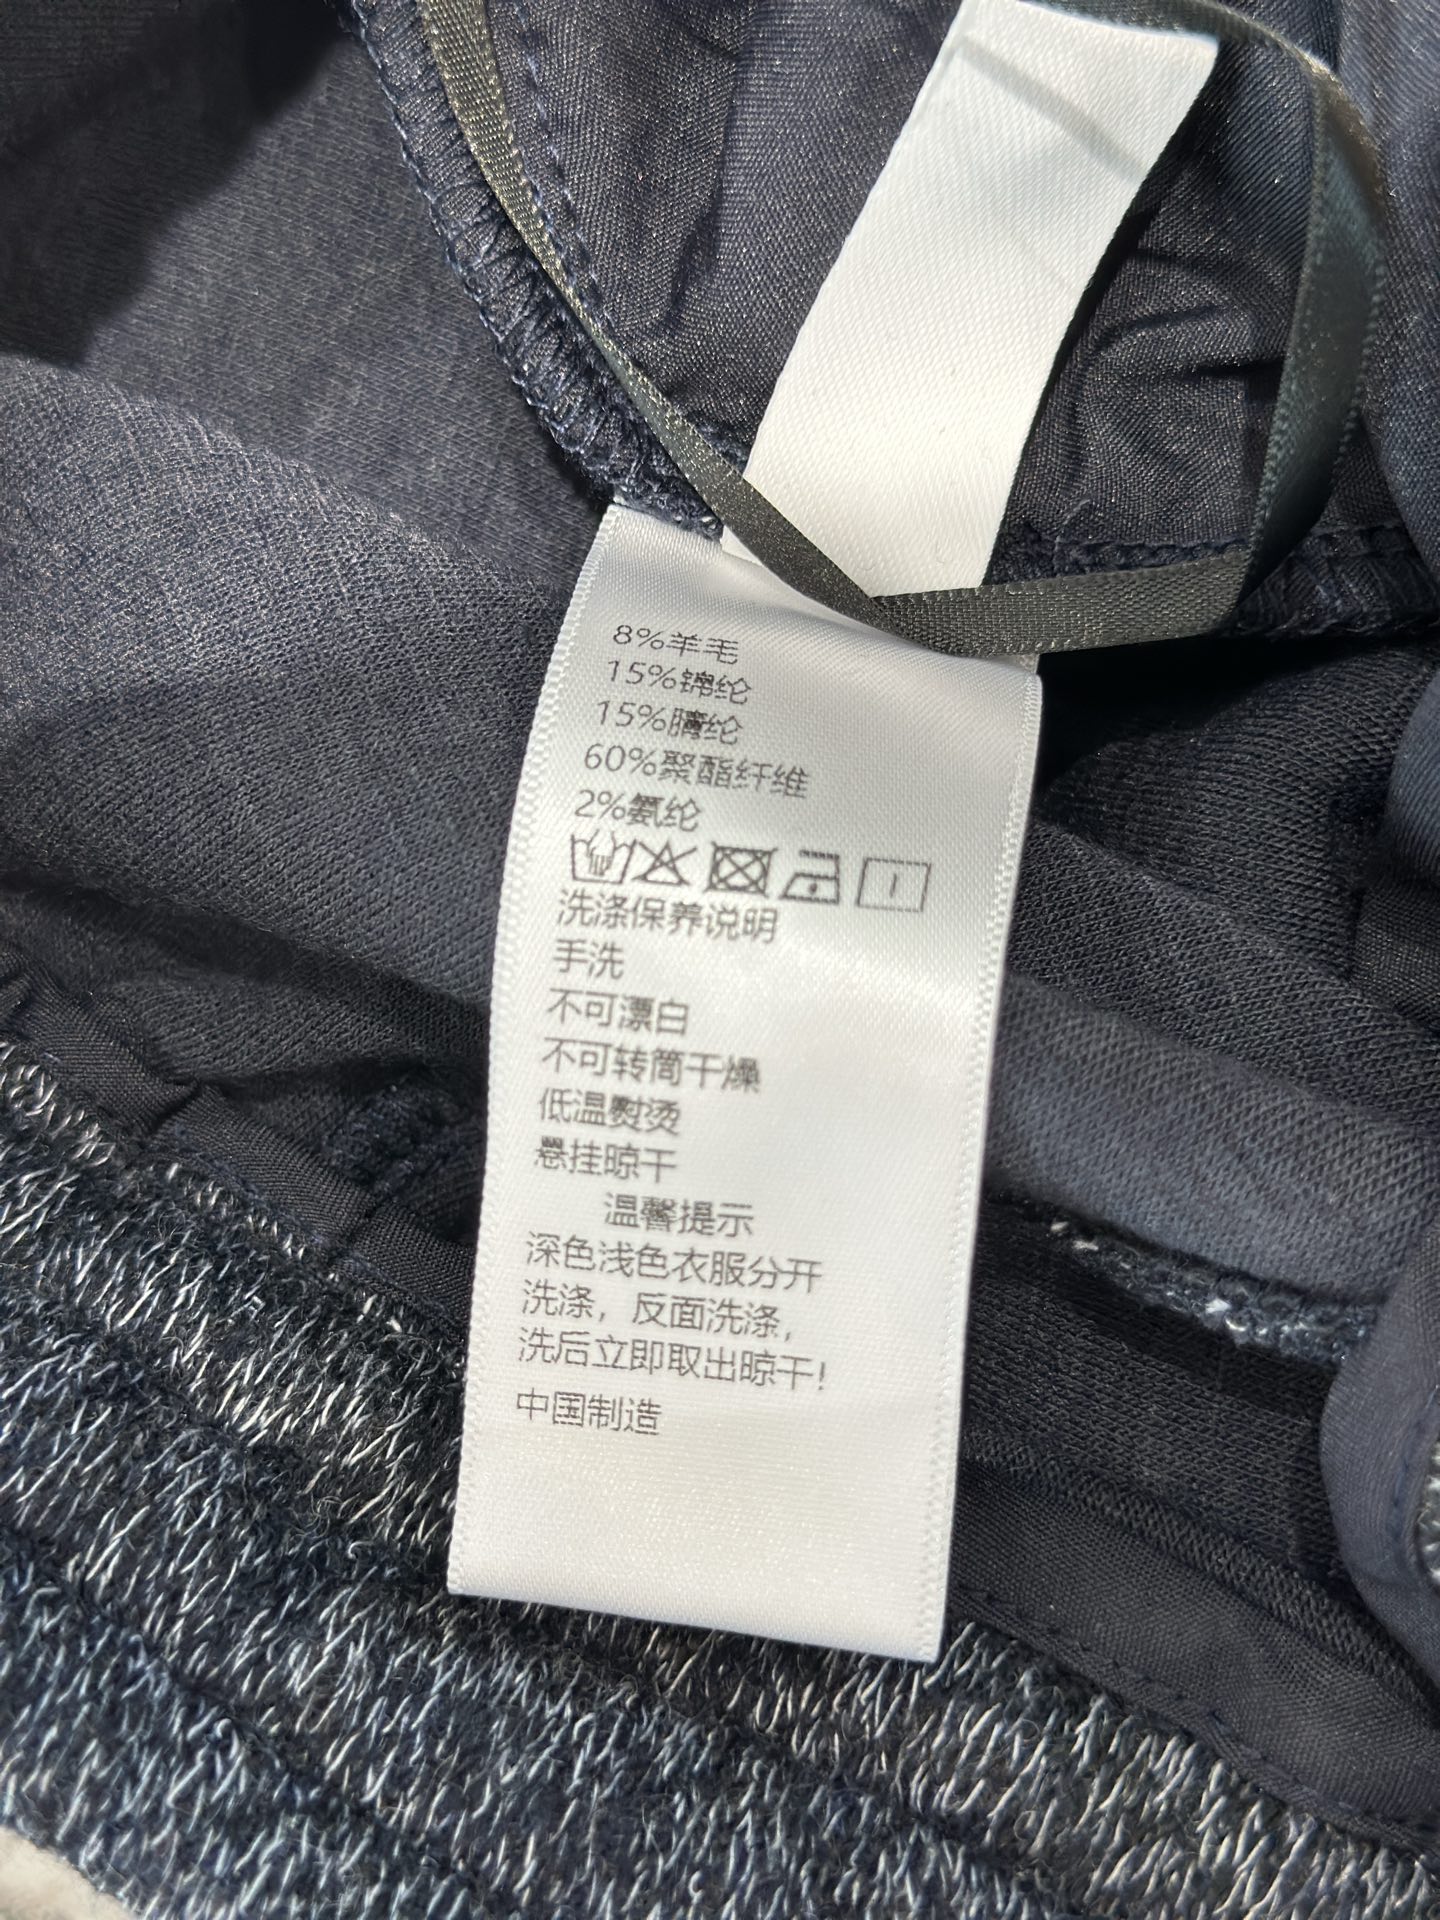 8%羊毛
15%锦纶
15%腈纶
60%聚酯纤维
2%氨纶
洗涤保养说明
手洗
不可漂白
不可转筒干燥
低温熨烫
悬挂晾干
温馨提示
深色浅色衣服分开
洗涤，反面洗涤，
洗后立即取出晾干！
中国制造